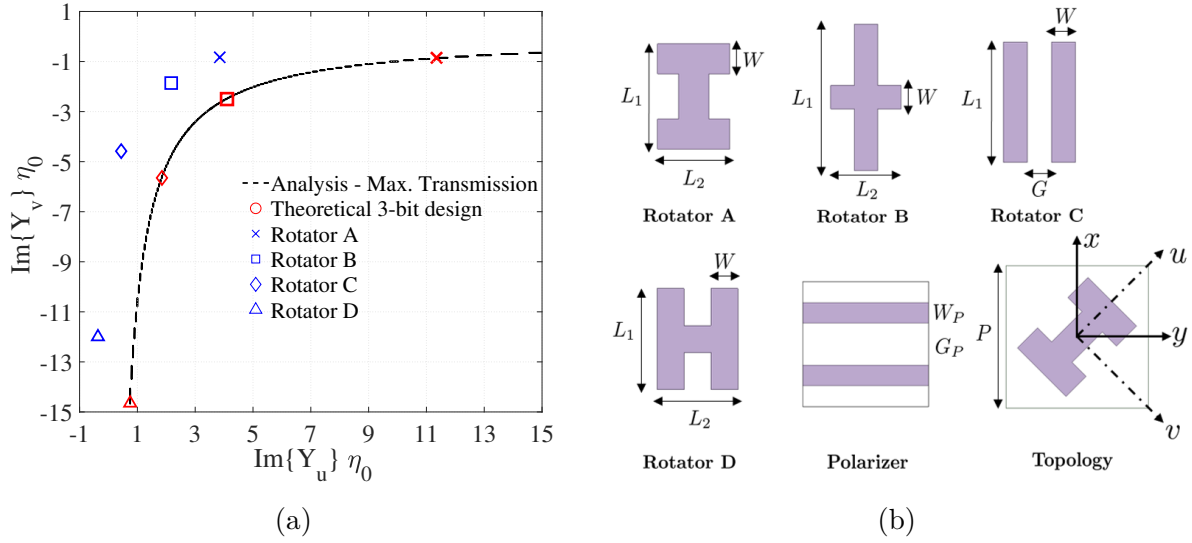 1
-1
-3
-5
-7
-9
-11
-13
-15
-1
1
3
5
7
9
11
13
15
Im{Y_v} η_0
Im{Y_u} η_0
Analysis - Max. Transmission
Theoretical 3-bit design
Rotator A
Rotator B
Rotator C
Rotator D
(a)
L_1
W
L_2
Rotator A
L_1
W
L_2
Rotator B
W
L_1
G
Rotator C
W
L_1
L_2
Rotator D
W_P
G_P
Polarizer
x
u
P
y
v
Topology
(b)